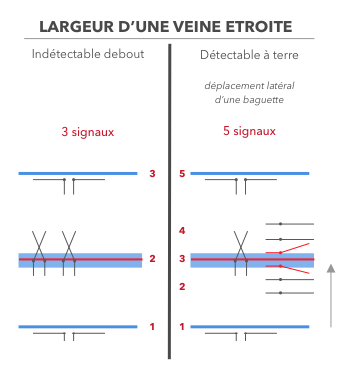 LARGEUR D'UNE VEINE ETROITE
Indétectable debout
Détectable à terre
déplacement latéral
d'une baguette
3 signaux
5 signaux
3
5
4
2
3
2
1
1